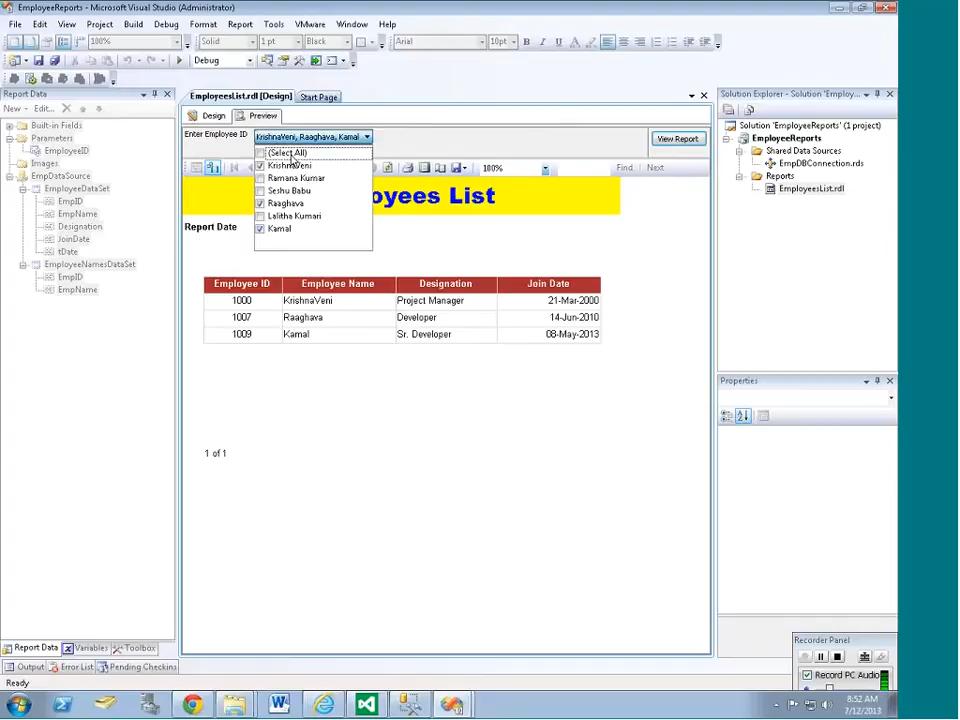 EmployeeReports - Microsoft Visual Studio (Administrator)
File Edit View Project Build Debug Format Report Tools VMware Window Help
100% Solid 1 pt Black Arial 10pt B I U A
Debug
Report Data
New Edit...
Built-in Fields
Parameters
EmployeeID
Images
EmpDataSource
EmployeeDataSet
EmpID
EmpName
Designation
JoinDate
tDate
EmployeeNamesDataSet
EmpID
EmpName
Report Data Variables Toolbox
Output Error List Pending Checkins
Ready
EmployeesList.rdl [Design] Start Page
Design Preview
Enter Employee ID KrishnaVeni, Raaghava, Kamal View Report
100% Find Next
(Select All)
KrishnaVeni
Ramana Kumar
Seshu Babu
Raaghava
Lalitha Kumari
Kamal
oyees List
Report Date
Employee ID Employee Name Designation Join Date
1000 KrishnaVeni Project Manager 21-Mar-2000
1007 Raaghava Developer 14-Jun-2010
1009 Kamal Sr. Developer 08-May-2013
1 of 1
Solution Explorer - Solution 'Employ...
Solution 'EmployeeReports' (1 project)
EmployeeReports
Shared Data Sources
EmpDBConnection.rds
Reports
EmployeesList.rdl
Properties
Recorder Panel
Record PC Audio
8:52 AM
7/12/2013